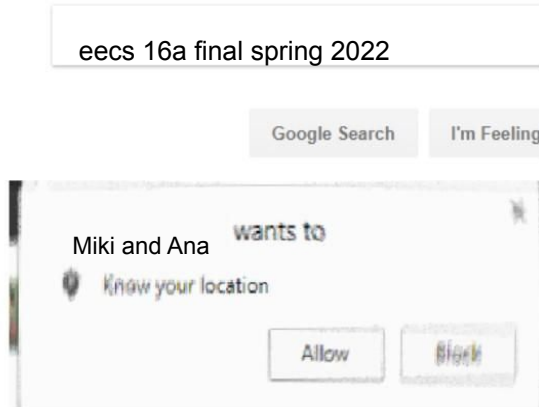 eecs 16a final spring 2022
Google Search I'm Feeling
Miki and Ana wants to
Know your location
Allow Block